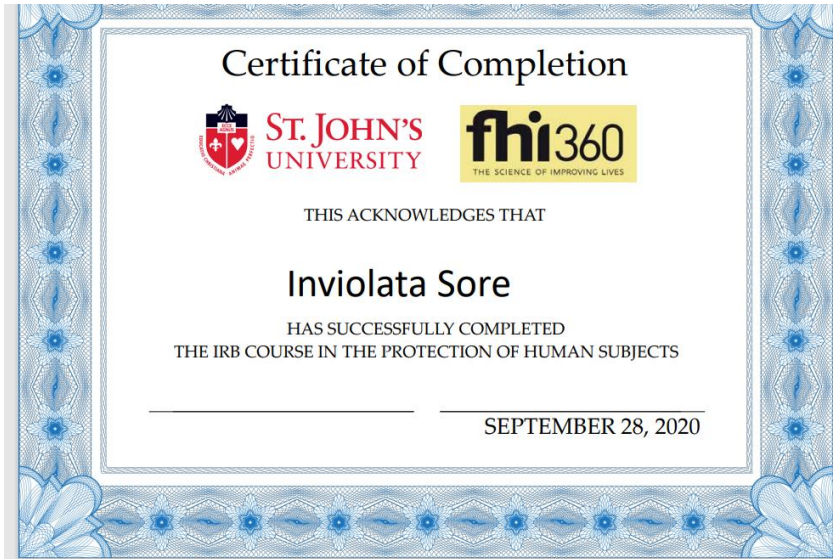 Certificate of Completion
ST. JOHN'S
UNIVERSITY
fhi360
THE SCIENCE OF IMPROVING LIVES
THIS ACKNOWLEDGES THAT
Inviolata Sore
HAS SUCCESSFULLY COMPLETED
THE IRB COURSE IN THE PROTECTION OF HUMAN SUBJECTS
SEPTEMBER 28, 2020